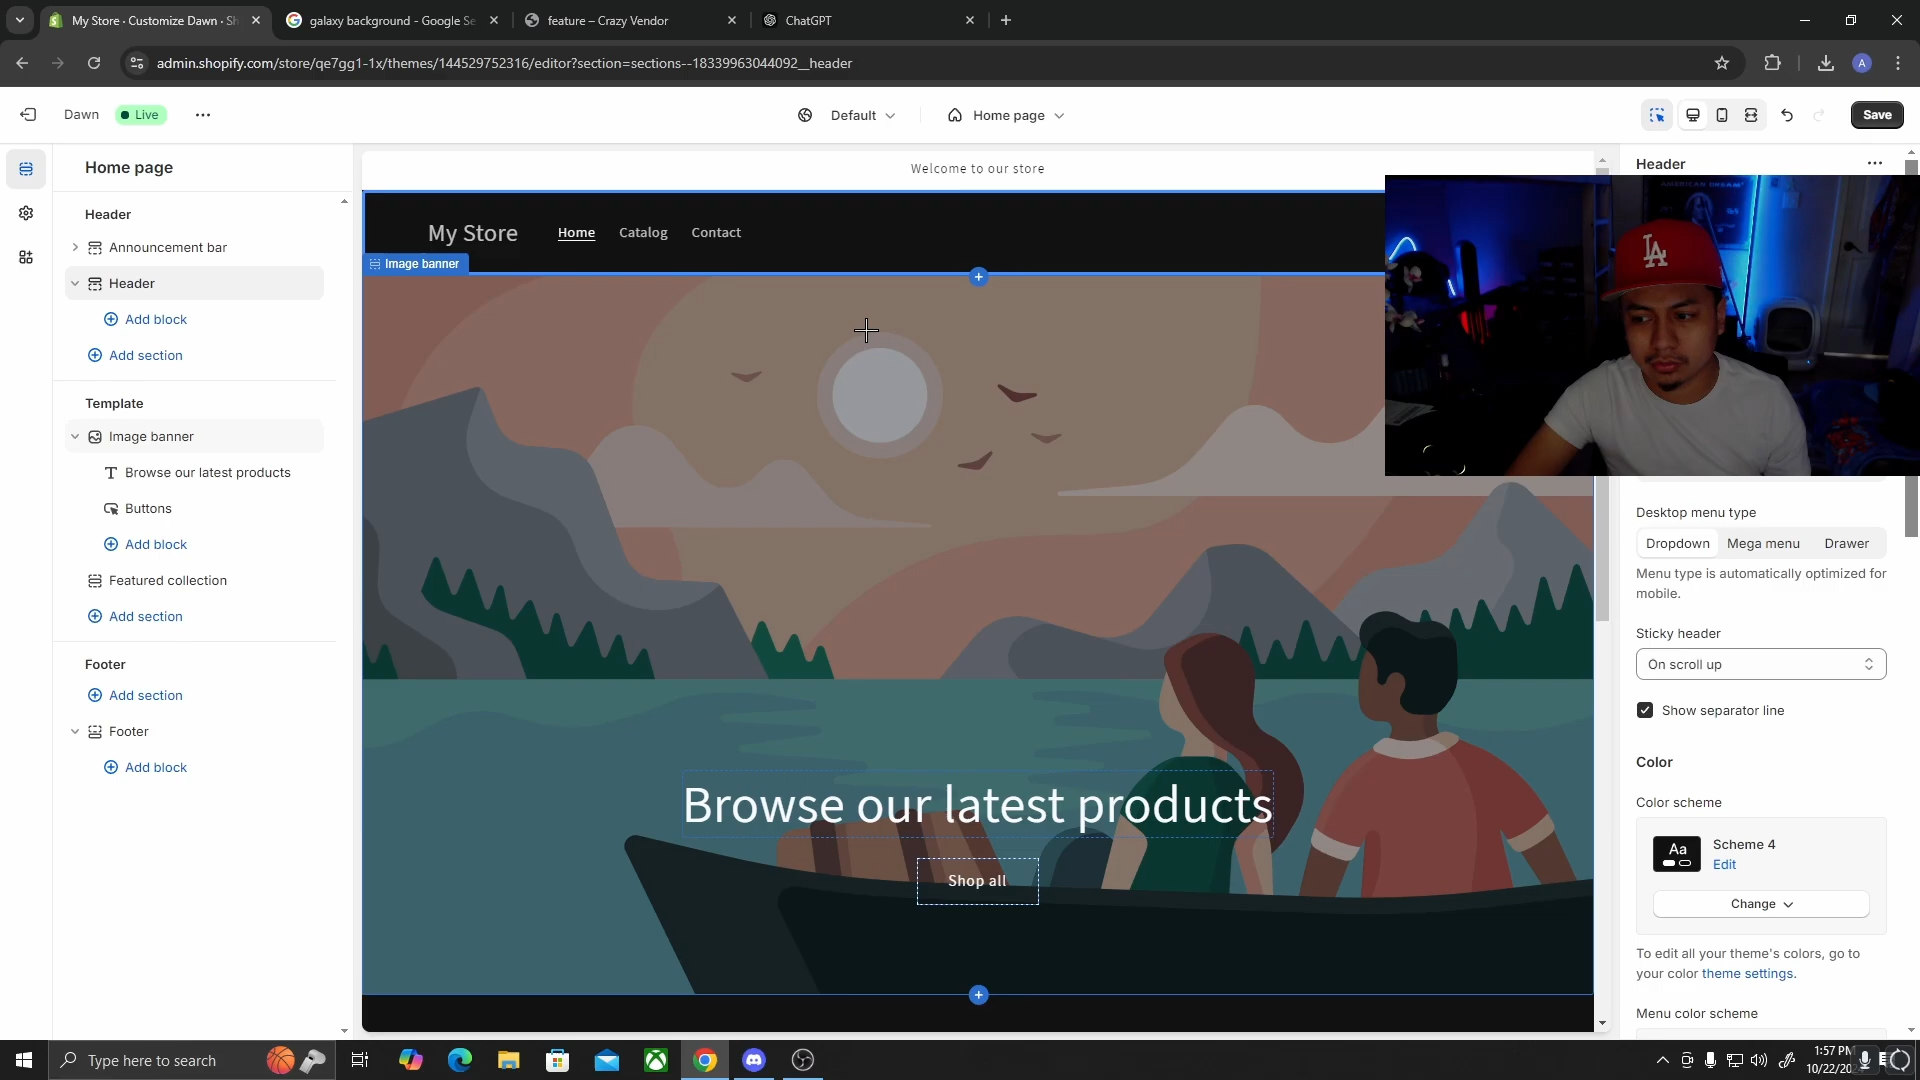 My Store · Customize Dawn · Sh
galaxy background - Google Se
feature – Crazy Vendor
ChatGPT
admin.shopify.com/store/qe7gg1-1x/themes/144529752316/editor?section=sections--18339963044092__header
A
Dawn
Live
Default
Home page
Save
Home page
Header
Announcement bar
Header
Add block
Add section
Template
Image banner
Browse our latest products
Buttons
Add block
Featured collection
Add section
Footer
Add section
Footer
Add block
Welcome to our store
My Store
Home
Catalog
Contact
Image banner
Browse our latest products
Shop all
Header
AMERICAN DREAM
LA
Desktop menu type
Dropdown
Mega menu
Drawer
Menu type is automatically optimized for
mobile.
Sticky header
On scroll up
Show separator line
Color
Color scheme
Aa
Scheme 4
Edit
Change
To edit all your theme's colors, go to
your color theme settings.
Menu color scheme
Type here to search
1:57 PM
10/22/20